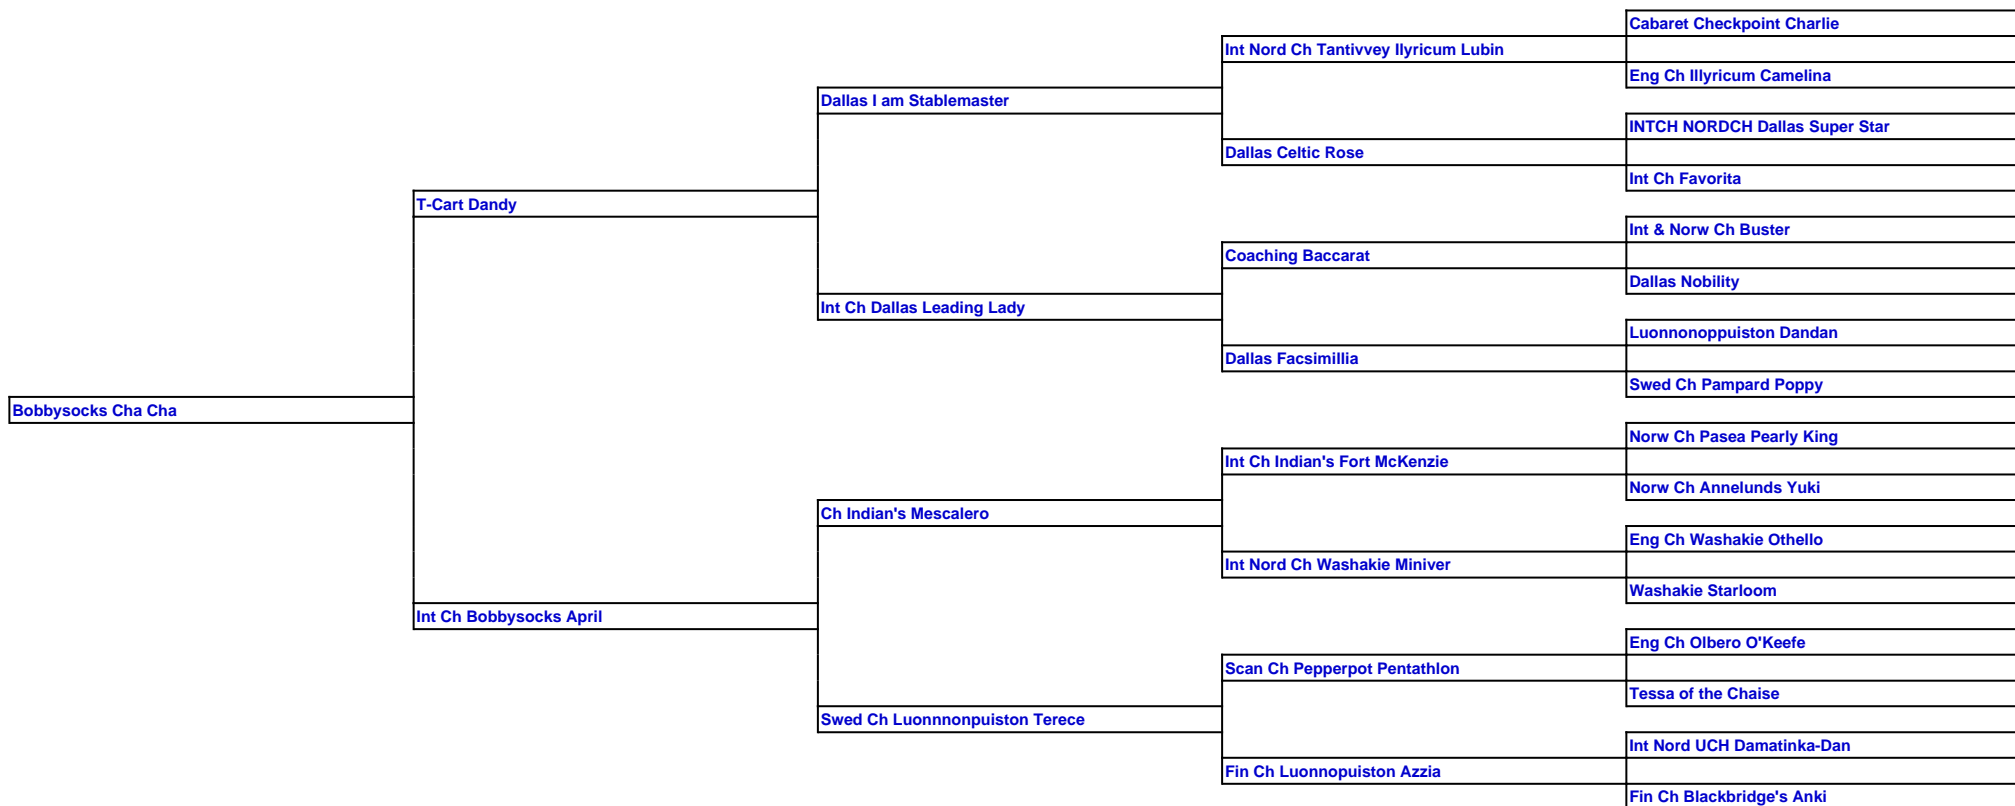 Cabaret Checkpoint Charlie
Int Nord Ch Tantivvey Ilyricum Lubin
Eng Ch Illyricum Camelina
Dallas I am Stablemaster
INTCH NORDCH Dallas Super Star
Dallas Celtic Rose
Int Ch Favorita
T-Cart Dandy
Int & Norw Ch Buster
Coaching Baccarat
Dallas Nobility
Int Ch Dallas Leading Lady
Luonnonoppuiston Dandan
Dallas Facsimillia
Swed Ch Pampard Poppy
Bobbysocks Cha Cha
Norw Ch Pasea Pearly King
Int Ch Indian's Fort McKenzie
Norw Ch Annelunds Yuki
Ch Indian's Mescalero
Eng Ch Washakie Othello
Int Nord Ch Washakie Miniver
Washakie Starloom
Int Ch Bobbysocks April
Eng Ch Olbero O'Keefe
Scan Ch Pepperpot Pentathlon
Tessa of the Chaise
Swed Ch Luonnnonpuiston Terece
Int Nord UCH Damatinka-Dan
Fin Ch Luonnopuiston Azzia
Fin Ch Blackbridge's Anki